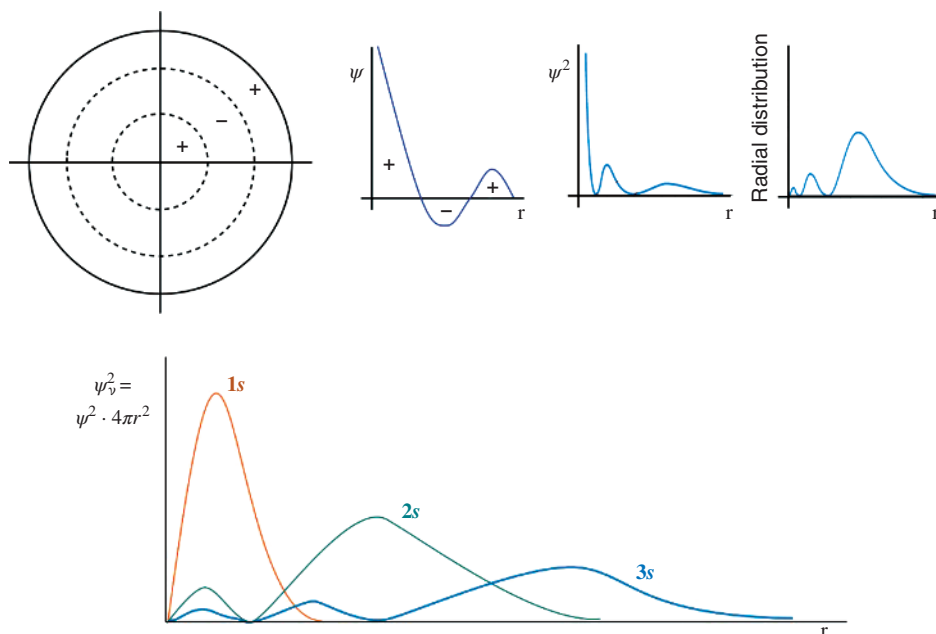 +
−
+
ψ
+
−
+
r
ψ²
r
Radial distribution
r
ψ²ᵥ =
ψ² · 4πr²
1s
2s
3s
r